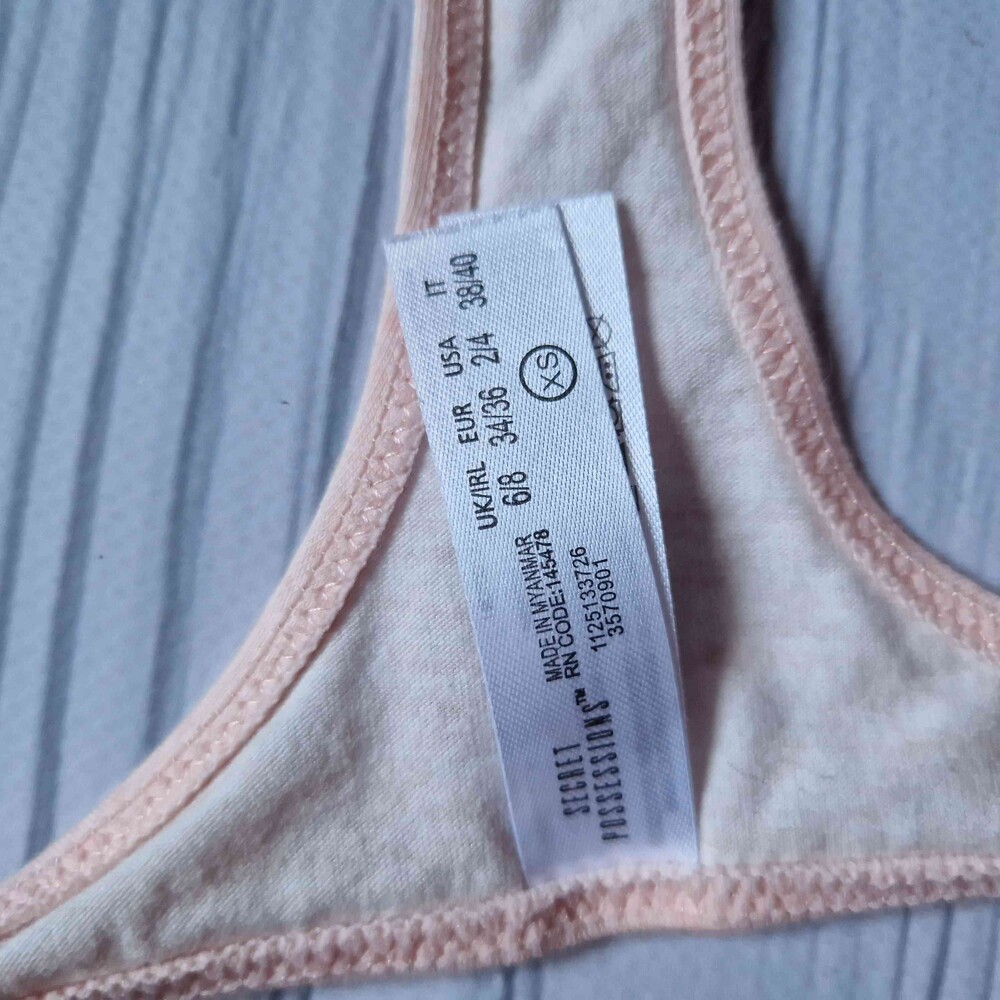 UK/IRL EUR USA IT
6/8 34/36 2/4 38/40
XS
MADE IN MYANMAR
RN CODE:145478
1125133726
3570901
SECRET
POSSESSIONS™